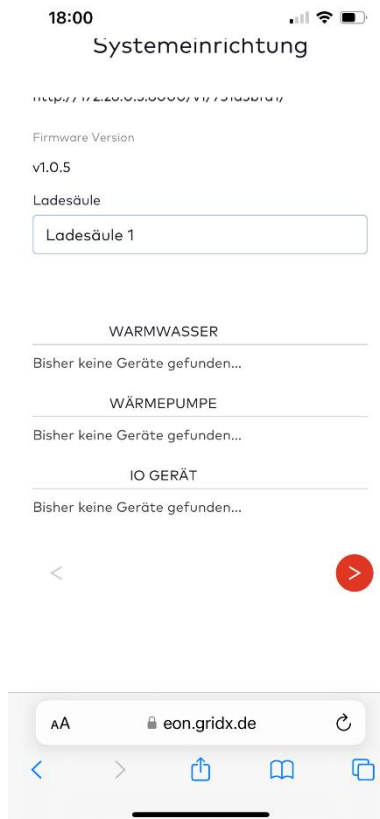 18:00
Systemeinrichtung
Firmware Version
v1.0.5
Ladesäule
Ladesäule 1
WARMWASSER
Bisher keine Geräte gefunden...
WÄRMEPUMPE
Bisher keine Geräte gefunden...
IO GERÄT
Bisher keine Geräte gefunden...
<
>
AA
eon.gridx.de